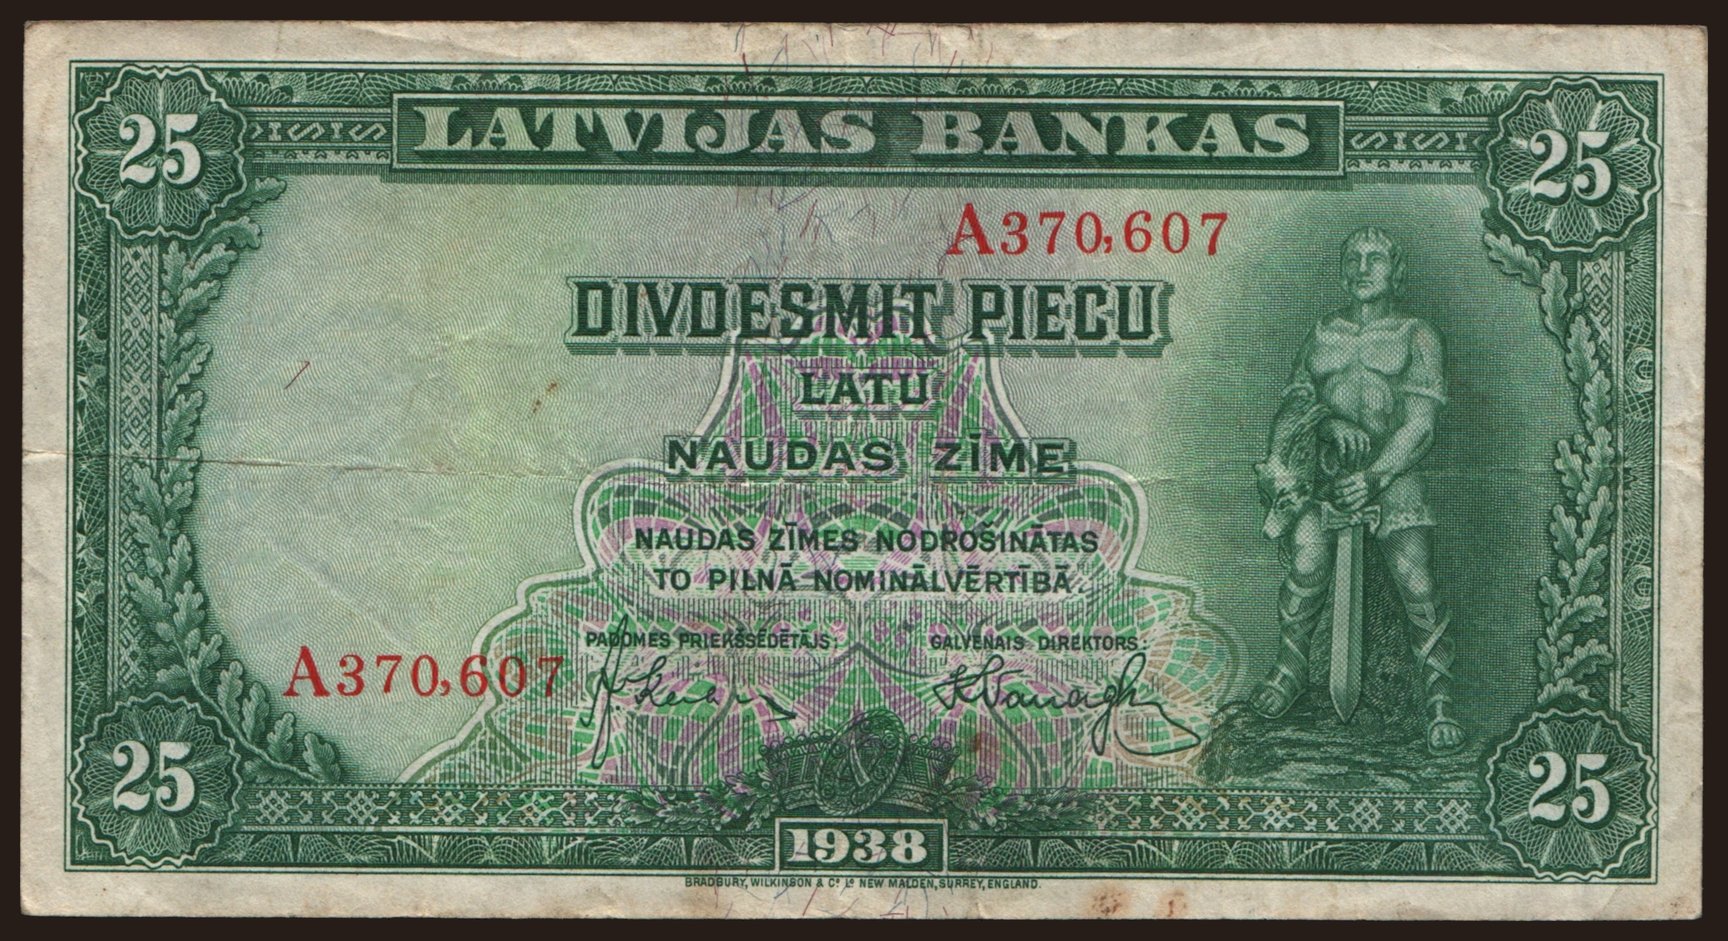 25 LATVIJAS BANKAS 25
A370,607
DIVDESMIT PIECU
LATU
NAUDAS ZĪME
NAUDAS ZĪMES NODROŠINĀTAS
TO PILNĀ NOMINĀLVĒRTĪBĀ.
PADOMES PRIEKŠSĒDĒTĀJS: GALVENAIS DIREKTORS:
A370,607
25 1938 25
BRADBURY, WILKINSON & Cº Lº NEW MALDEN, SURREY, ENGLAND.